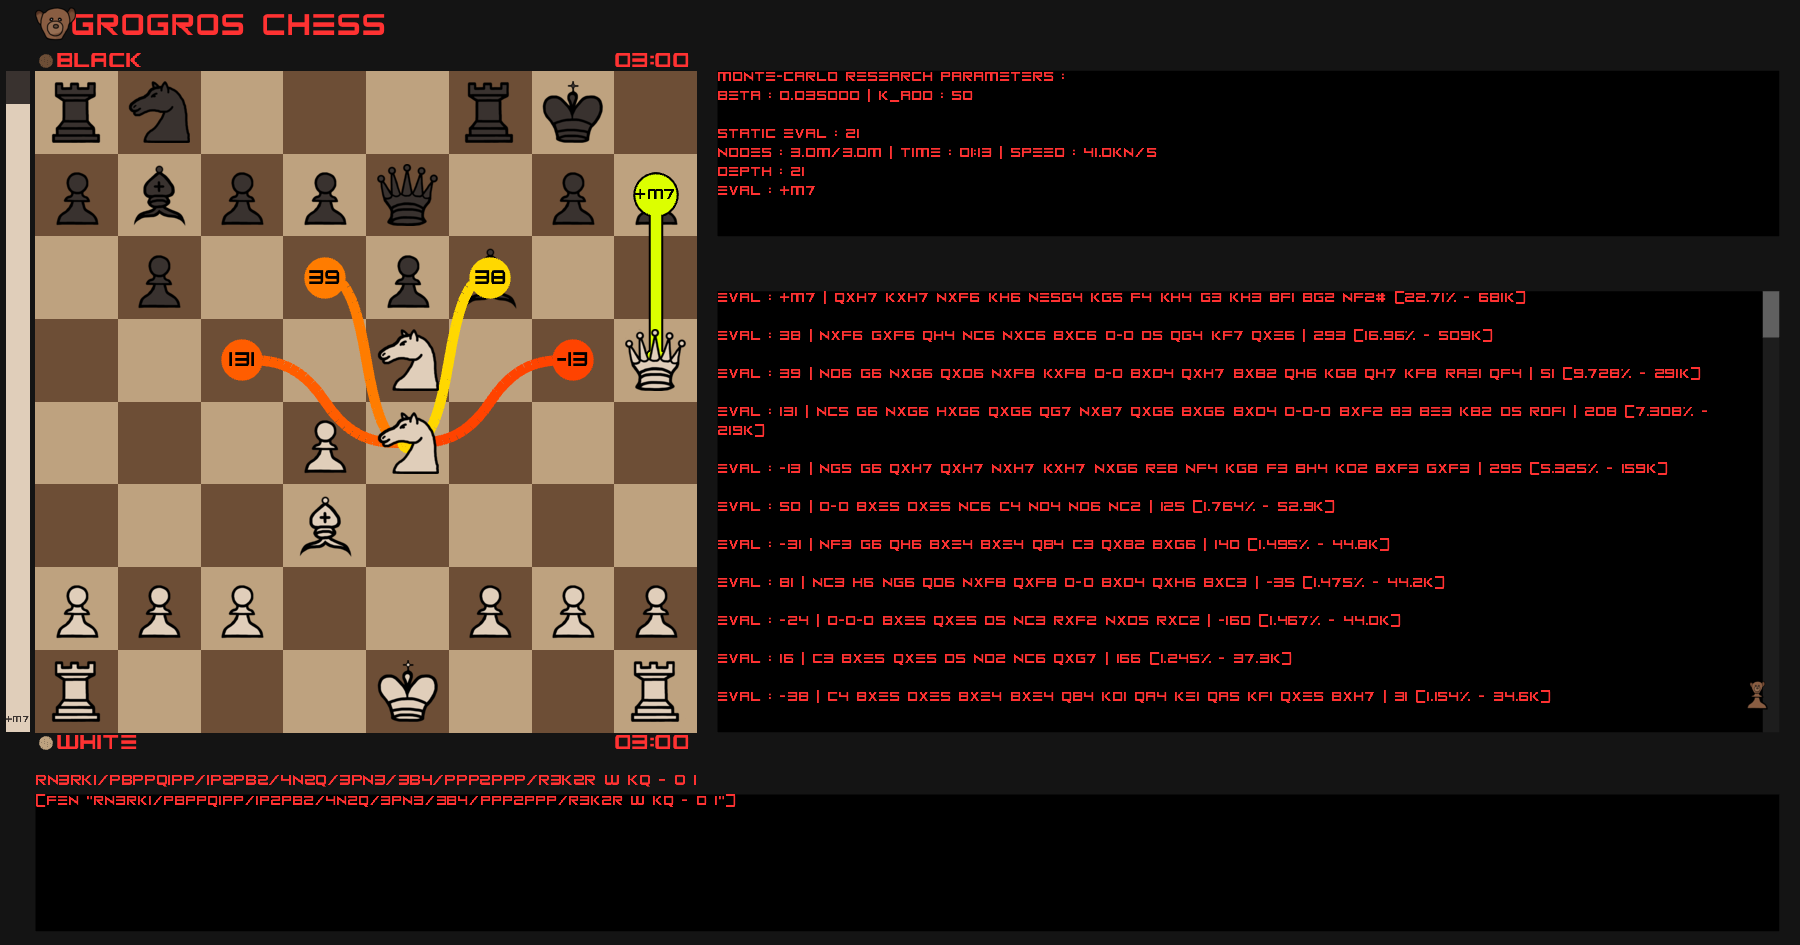 GROGROS CHESS
BLACK 03:00
MONTE-CARLO RESEARCH PARAMETERS :
BETA : 0.035000 | K_ADD : 50
STATIC EVAL : 21
NODES : 3.0M/3.0M | TIME : 01:13 | SPEED : 41.0KN/S
DEPTH : 21
EVAL : +M7
+M7
39
38
131
-13
+M7
EVAL : +M7 | QXH7 KXH7 NXF6 KH6 NESG4 KG5 F4 KH4 G3 KH3 BF1 BG2 NF2# [22.71% - 681K]
EVAL : 38 | NXF6 GXF6 QH4 NC6 NXC6 BXC6 O-O D5 QG4 KF7 QXE6 | 293 [16.96% - 509K]
EVAL : 39 | ND6 G6 NXG6 QXD6 NXF8 KXF8 O-O BXD4 QXH7 BXB2 QH6 KG8 QH7 KF8 RAE1 QF4 | 51 [9.728% - 291K]
EVAL : 131 | NC5 G6 NXG6 HXG6 QXG6 QG7 NXB7 QXG6 BXG6 BXD4 O-O-O BXF2 B3 BE3 KB2 D5 RDF1 | 208 [7.308% -
219K]
EVAL : -13 | NG5 G6 QXH7 QXH7 NXH7 KXH7 NXG6 RE8 NF4 KG8 F3 BH4 KD2 BXF3 GXF3 | 295 [5.325% - 159K]
EVAL : 50 | O-O BXE5 DXE5 NC6 C4 ND4 ND6 NC2 | 125 [1.764% - 52.9K]
EVAL : -31 | NF3 G6 QH6 BXE4 BXE4 QB4 C3 QXB2 BXG6 | 140 [1.495% - 44.8K]
EVAL : 81 | NC3 H6 NG6 QD6 NXF8 QXF8 O-O BXD4 QXH6 BXC3 | -35 [1.475% - 44.2K]
EVAL : -24 | O-O-O BXE5 QXE5 D5 NC3 RXF2 NXD5 RXC2 | -160 [1.467% - 44.0K]
EVAL : 16 | C3 BXE5 QXE5 D5 ND2 NC6 QXG7 | 166 [1.245% - 37.3K]
EVAL : -38 | C4 BXE5 DXE5 BXE4 BXE4 QB4 KD1 QA4 KE1 QA5 KF1 QXE5 BXH7 | 31 [1.154% - 34.6K]
WHITE 03:00
RN3RK1/PBPPQ1PP/1P2PB2/4N2Q/3PN3/3B4/PPP2PPP/R3K2R W KQ - 0 1
[FEN "RN3RK1/PBPPQ1PP/1P2PB2/4N2Q/3PN3/3B4/PPP2PPP/R3K2R W KQ - 0 1"]